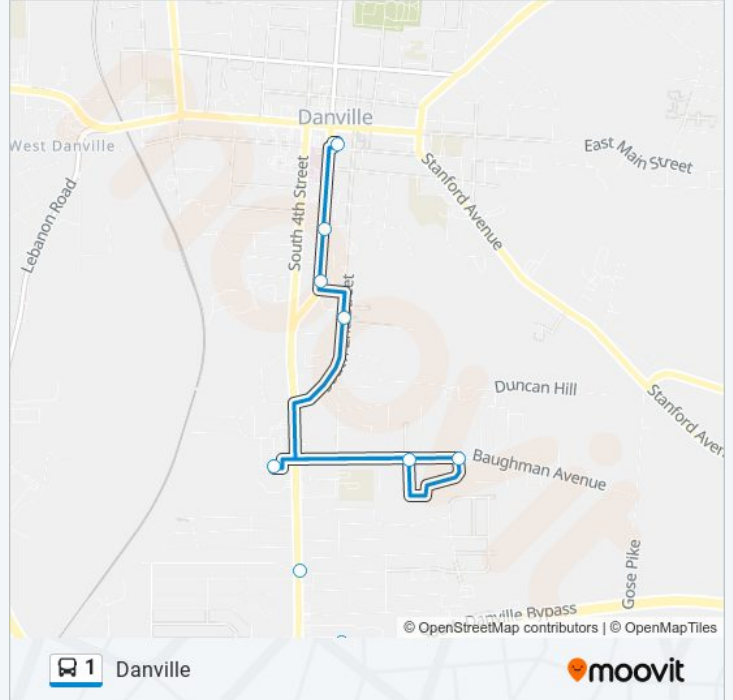 Danville
West Danville
East Main Street
Stanford Avenue
South 4th Street
Lebanon Road
Duncan Hill
Stanford Aven
Baughman Avenue
Gose Pike
Danville Bypass
© OpenStreetMap contributors | © OpenMapTiles
1 Danville
moovit